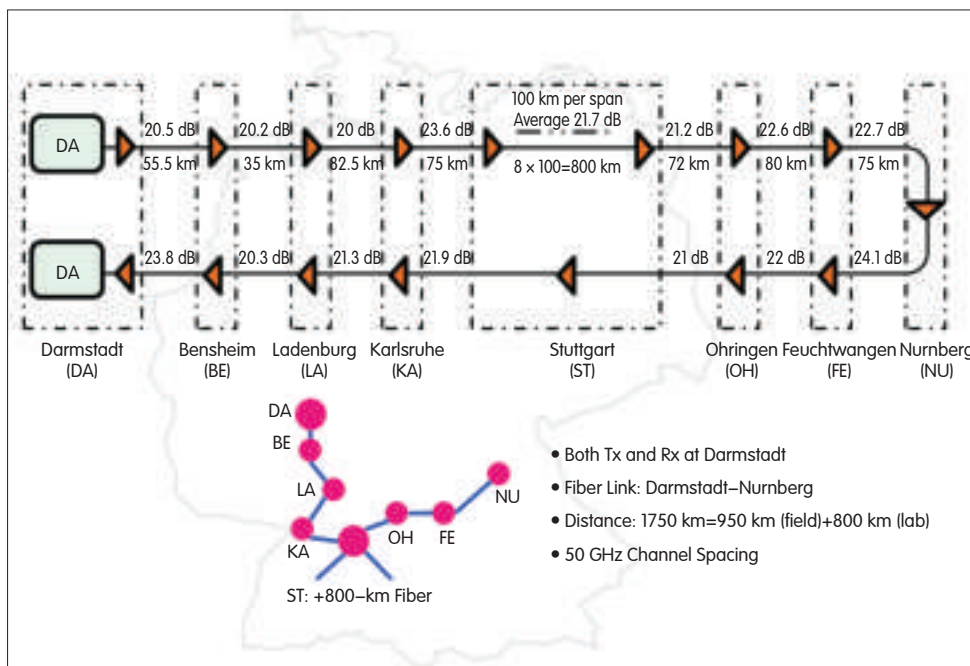 100 km per span
Average 21.7 dB
8 × 100=800 km
DA
20.5 dB
55.5 km
20.2 dB
35 km
20 dB
82.5 km
23.6 dB
75 km
21.2 dB
72 km
22.6 dB
80 km
22.7 dB
75 km
DA
23.8 dB
20.3 dB
21.3 dB
21.9 dB
21 dB
22 dB
24.1 dB
Darmstadt
(DA)
Bensheim
(BE)
Ladenburg
(LA)
Karlsruhe
(KA)
Stuttgart
(ST)
Ohringen
(OH)
Feuchtwangen
(FE)
Nurnberg
(NU)
DA
BE
LA
KA
OH
FE
NU
ST: +800–km Fiber
• Both Tx and Rx at Darmstadt
• Fiber Link: Darmstadt–Nurnberg
• Distance: 1750 km=950 km (field)+800 km (lab)
• 50 GHz Channel Spacing